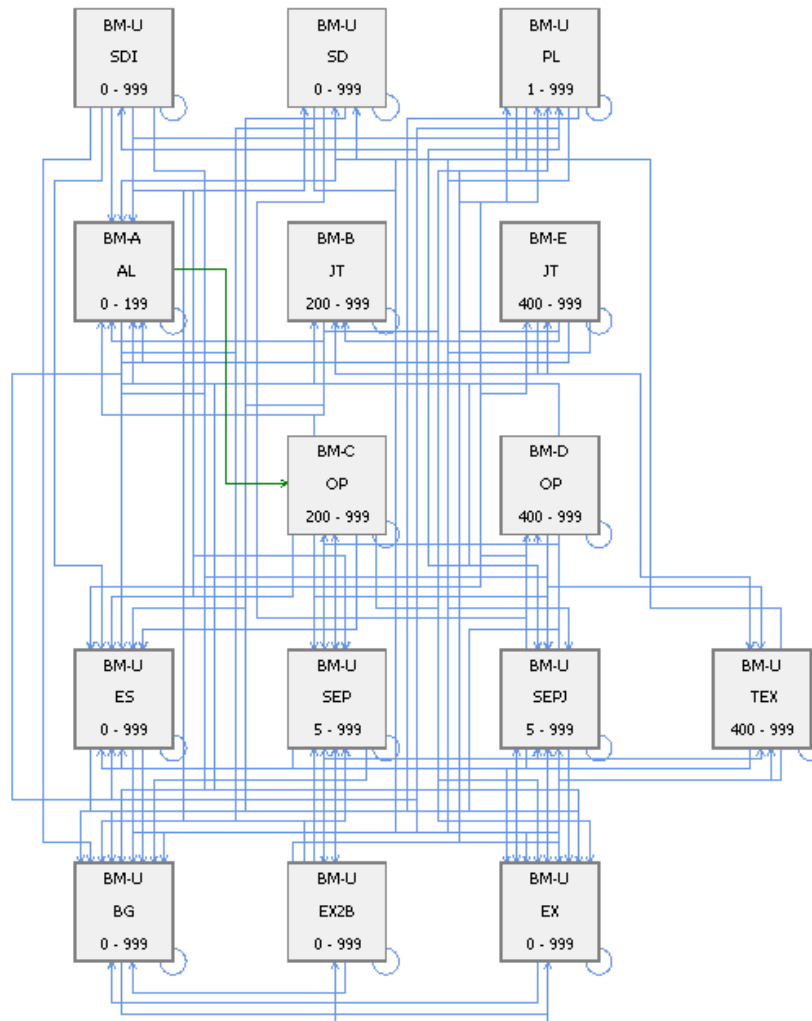 BM-U
SDI
0 - 999
BM-U
SD
0 - 999
BM-U
PL
1 - 999
BM-A
AL
0 - 199
BM-B
JT
200 - 999
BM-E
JT
400 - 999
BM-C
OP
200 - 999
BM-D
OP
400 - 999
BM-U
ES
0 - 999
BM-U
SEP
5 - 999
BM-U
SEPJ
5 - 999
BM-U
TEX
400 - 999
BM-U
BG
0 - 999
BM-U
EX2B
0 - 999
BM-U
EX
0 - 999